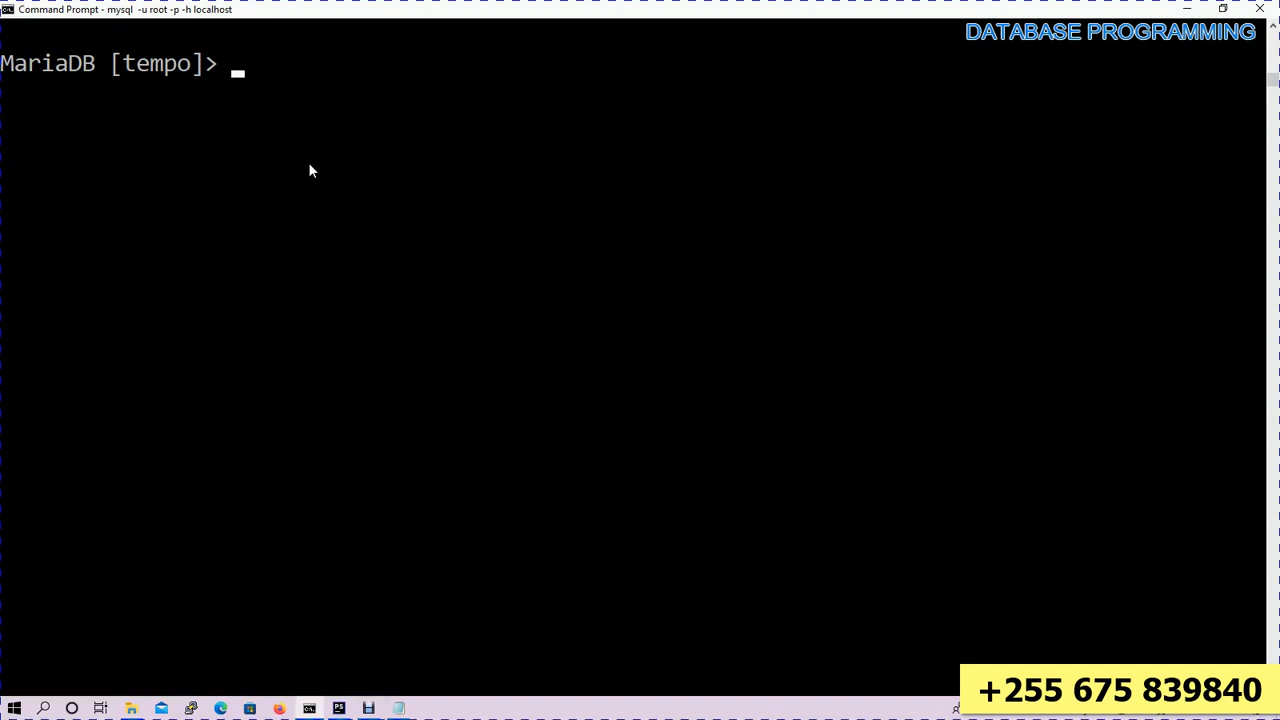 Command Prompt - mysql -u root -p -h localhost
DATABASE PROGRAMMING
MariaDB [tempo]>
+255 675 839840